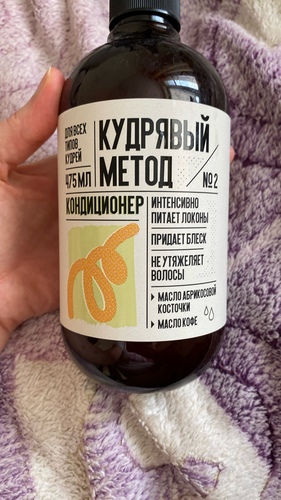 ДЛЯ ВСЕХ
ТИПОВ
КУДРЕЙ
475 МЛ
КУДРЯВЫЙ
МЕТОД
№2
КОНДИЦИОНЕР
ИНТЕНСИВНО
ПИТАЕТ ЛОКОНЫ
ПРИДАЕТ БЛЕСК
НЕ УТЯЖЕЛЯЕТ
ВОЛОСЫ
МАСЛО АБРИКОСОВОЙ
КОСТОЧКИ
МАСЛО КОФЕ